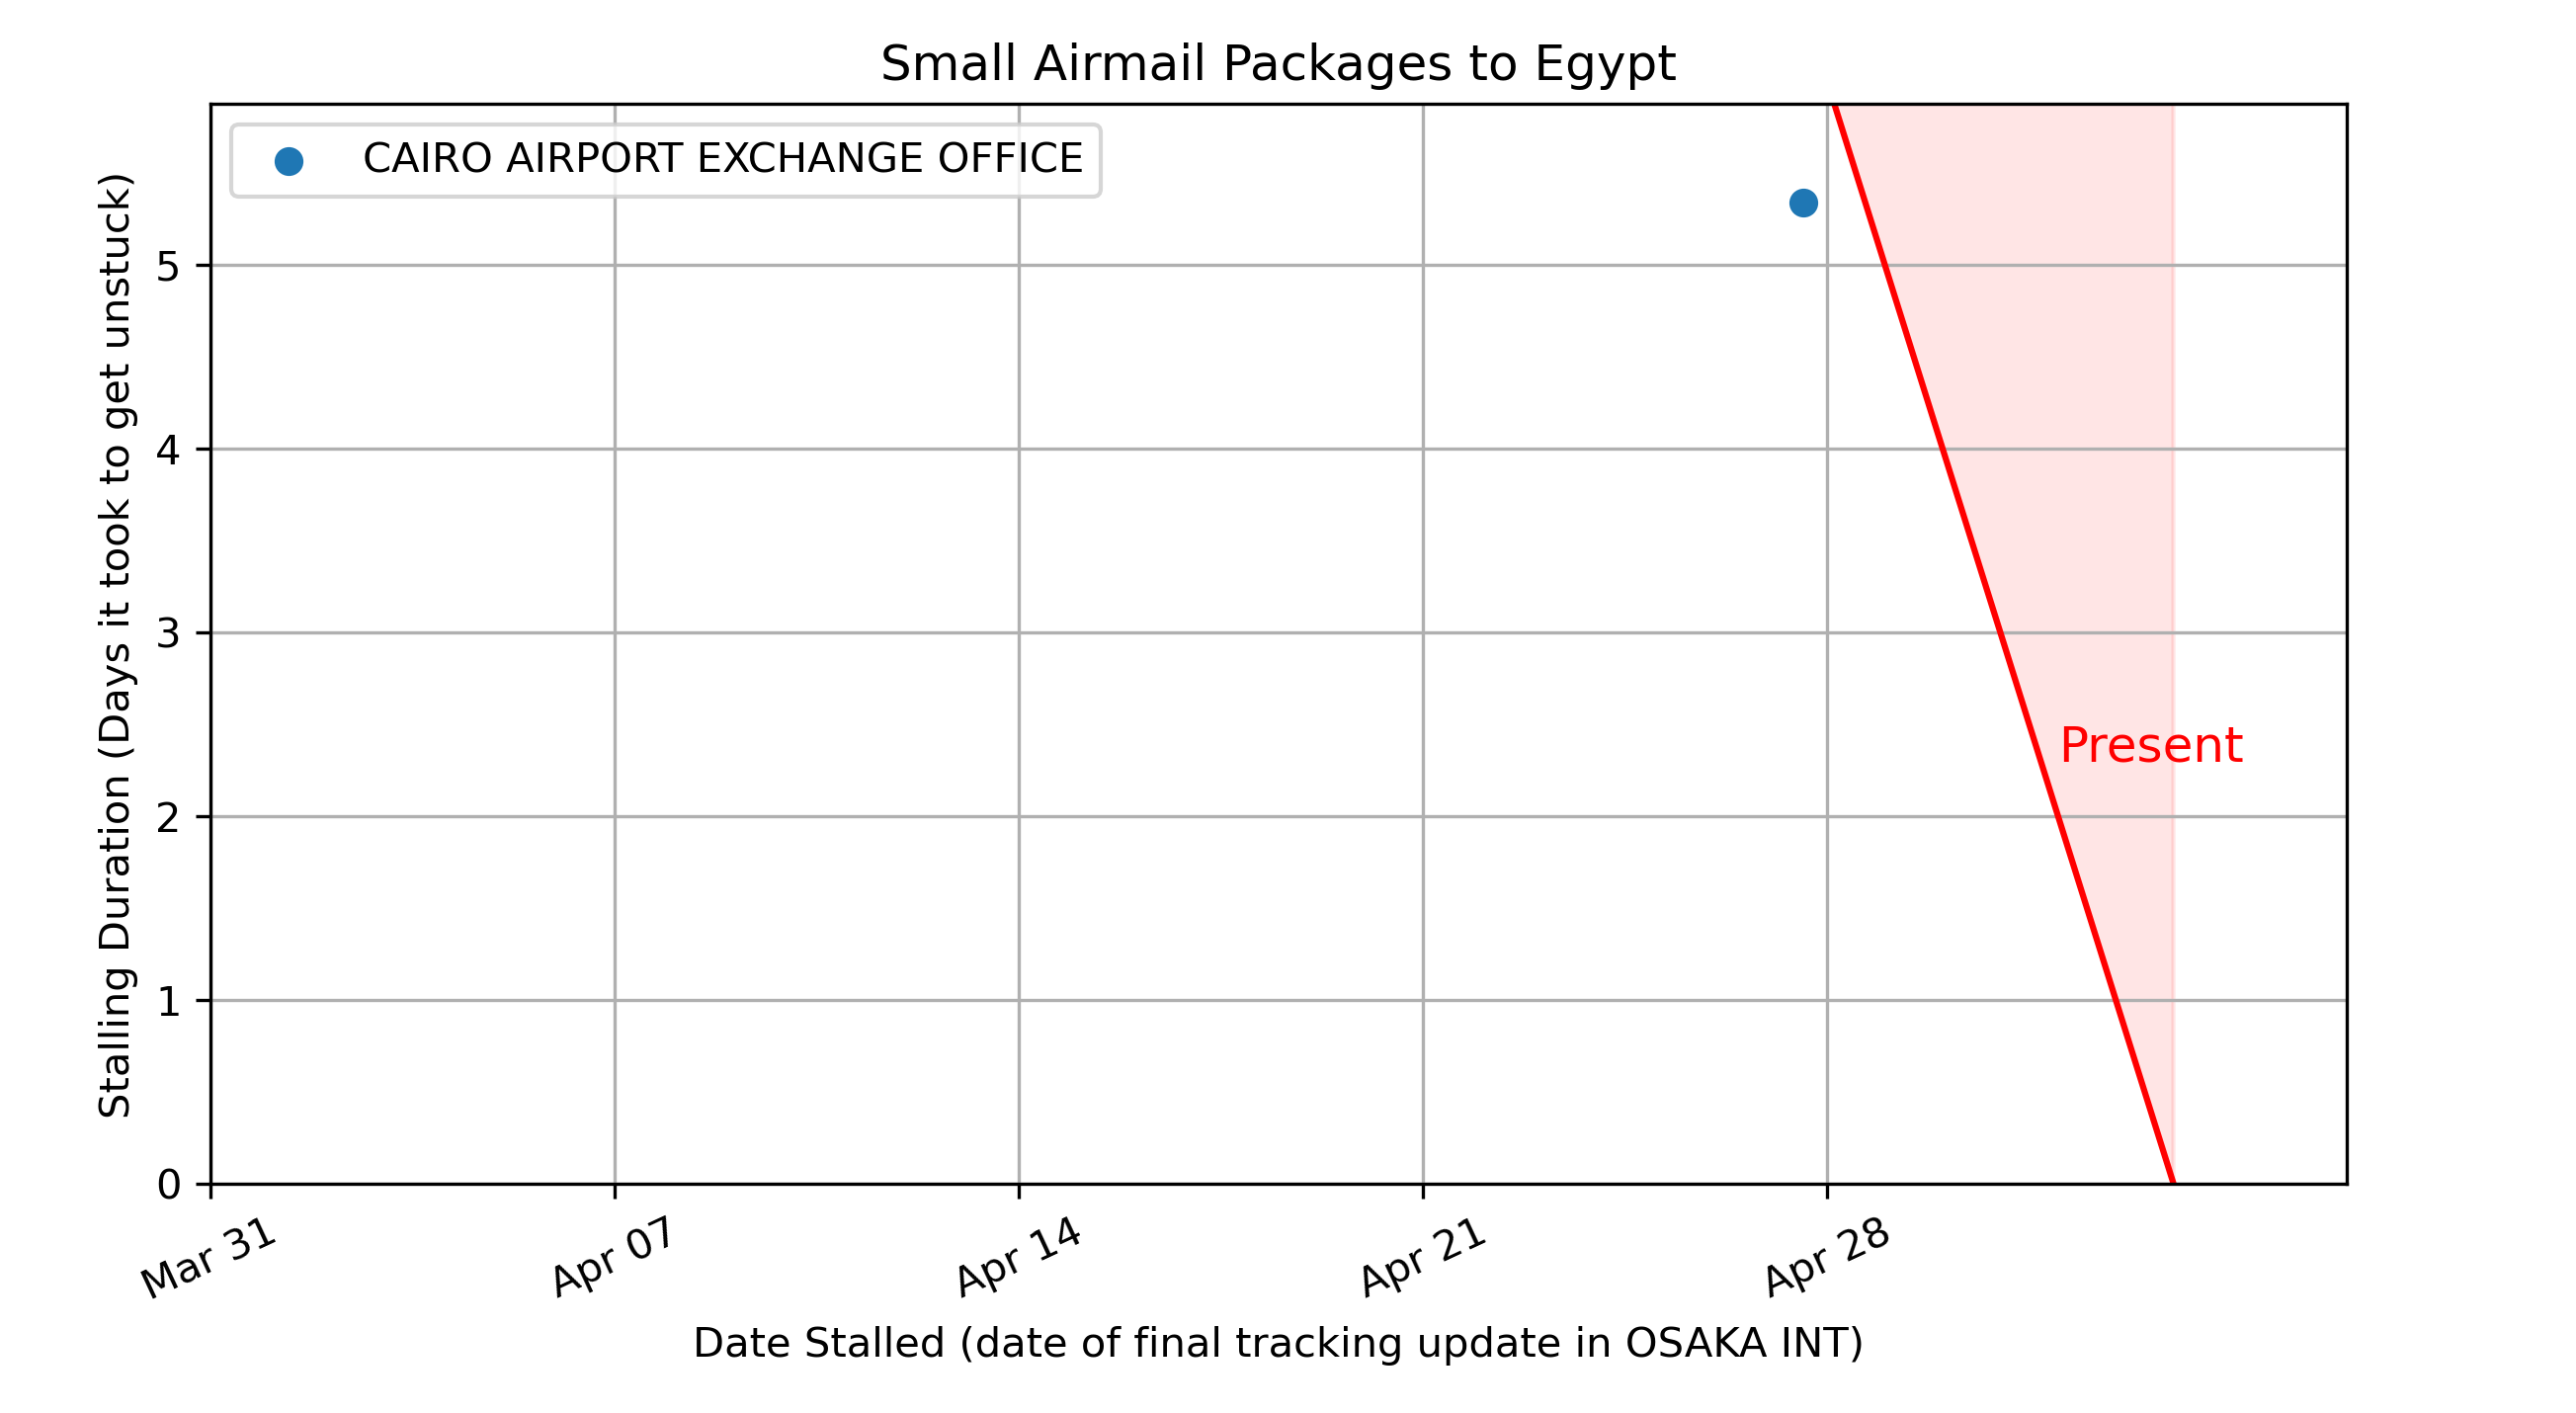 Small Airmail Packages to Egypt
CAIRO AIRPORT EXCHANGE OFFICE
Stalling Duration (Days it took to get unstuck)
5
4
3
2
1
0
Present
Mar 31
Apr 07
Apr 14
Apr 21
Apr 28
Date Stalled (date of final tracking update in OSAKA INT)